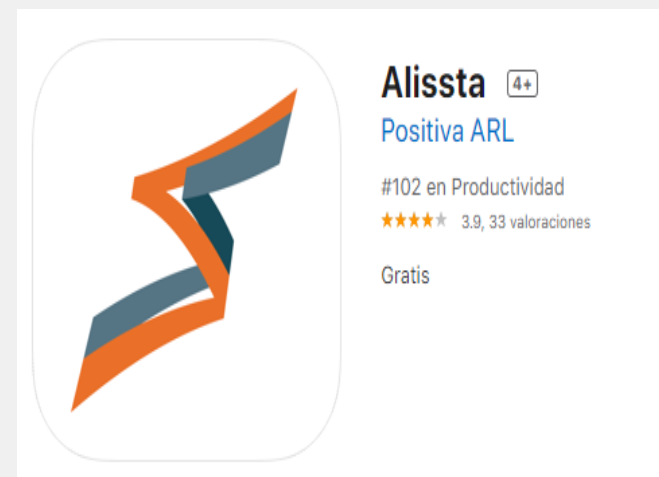 Alissta 4+
Positiva ARL
#102 en Productividad
3.9, 33 valoraciones
Gratis